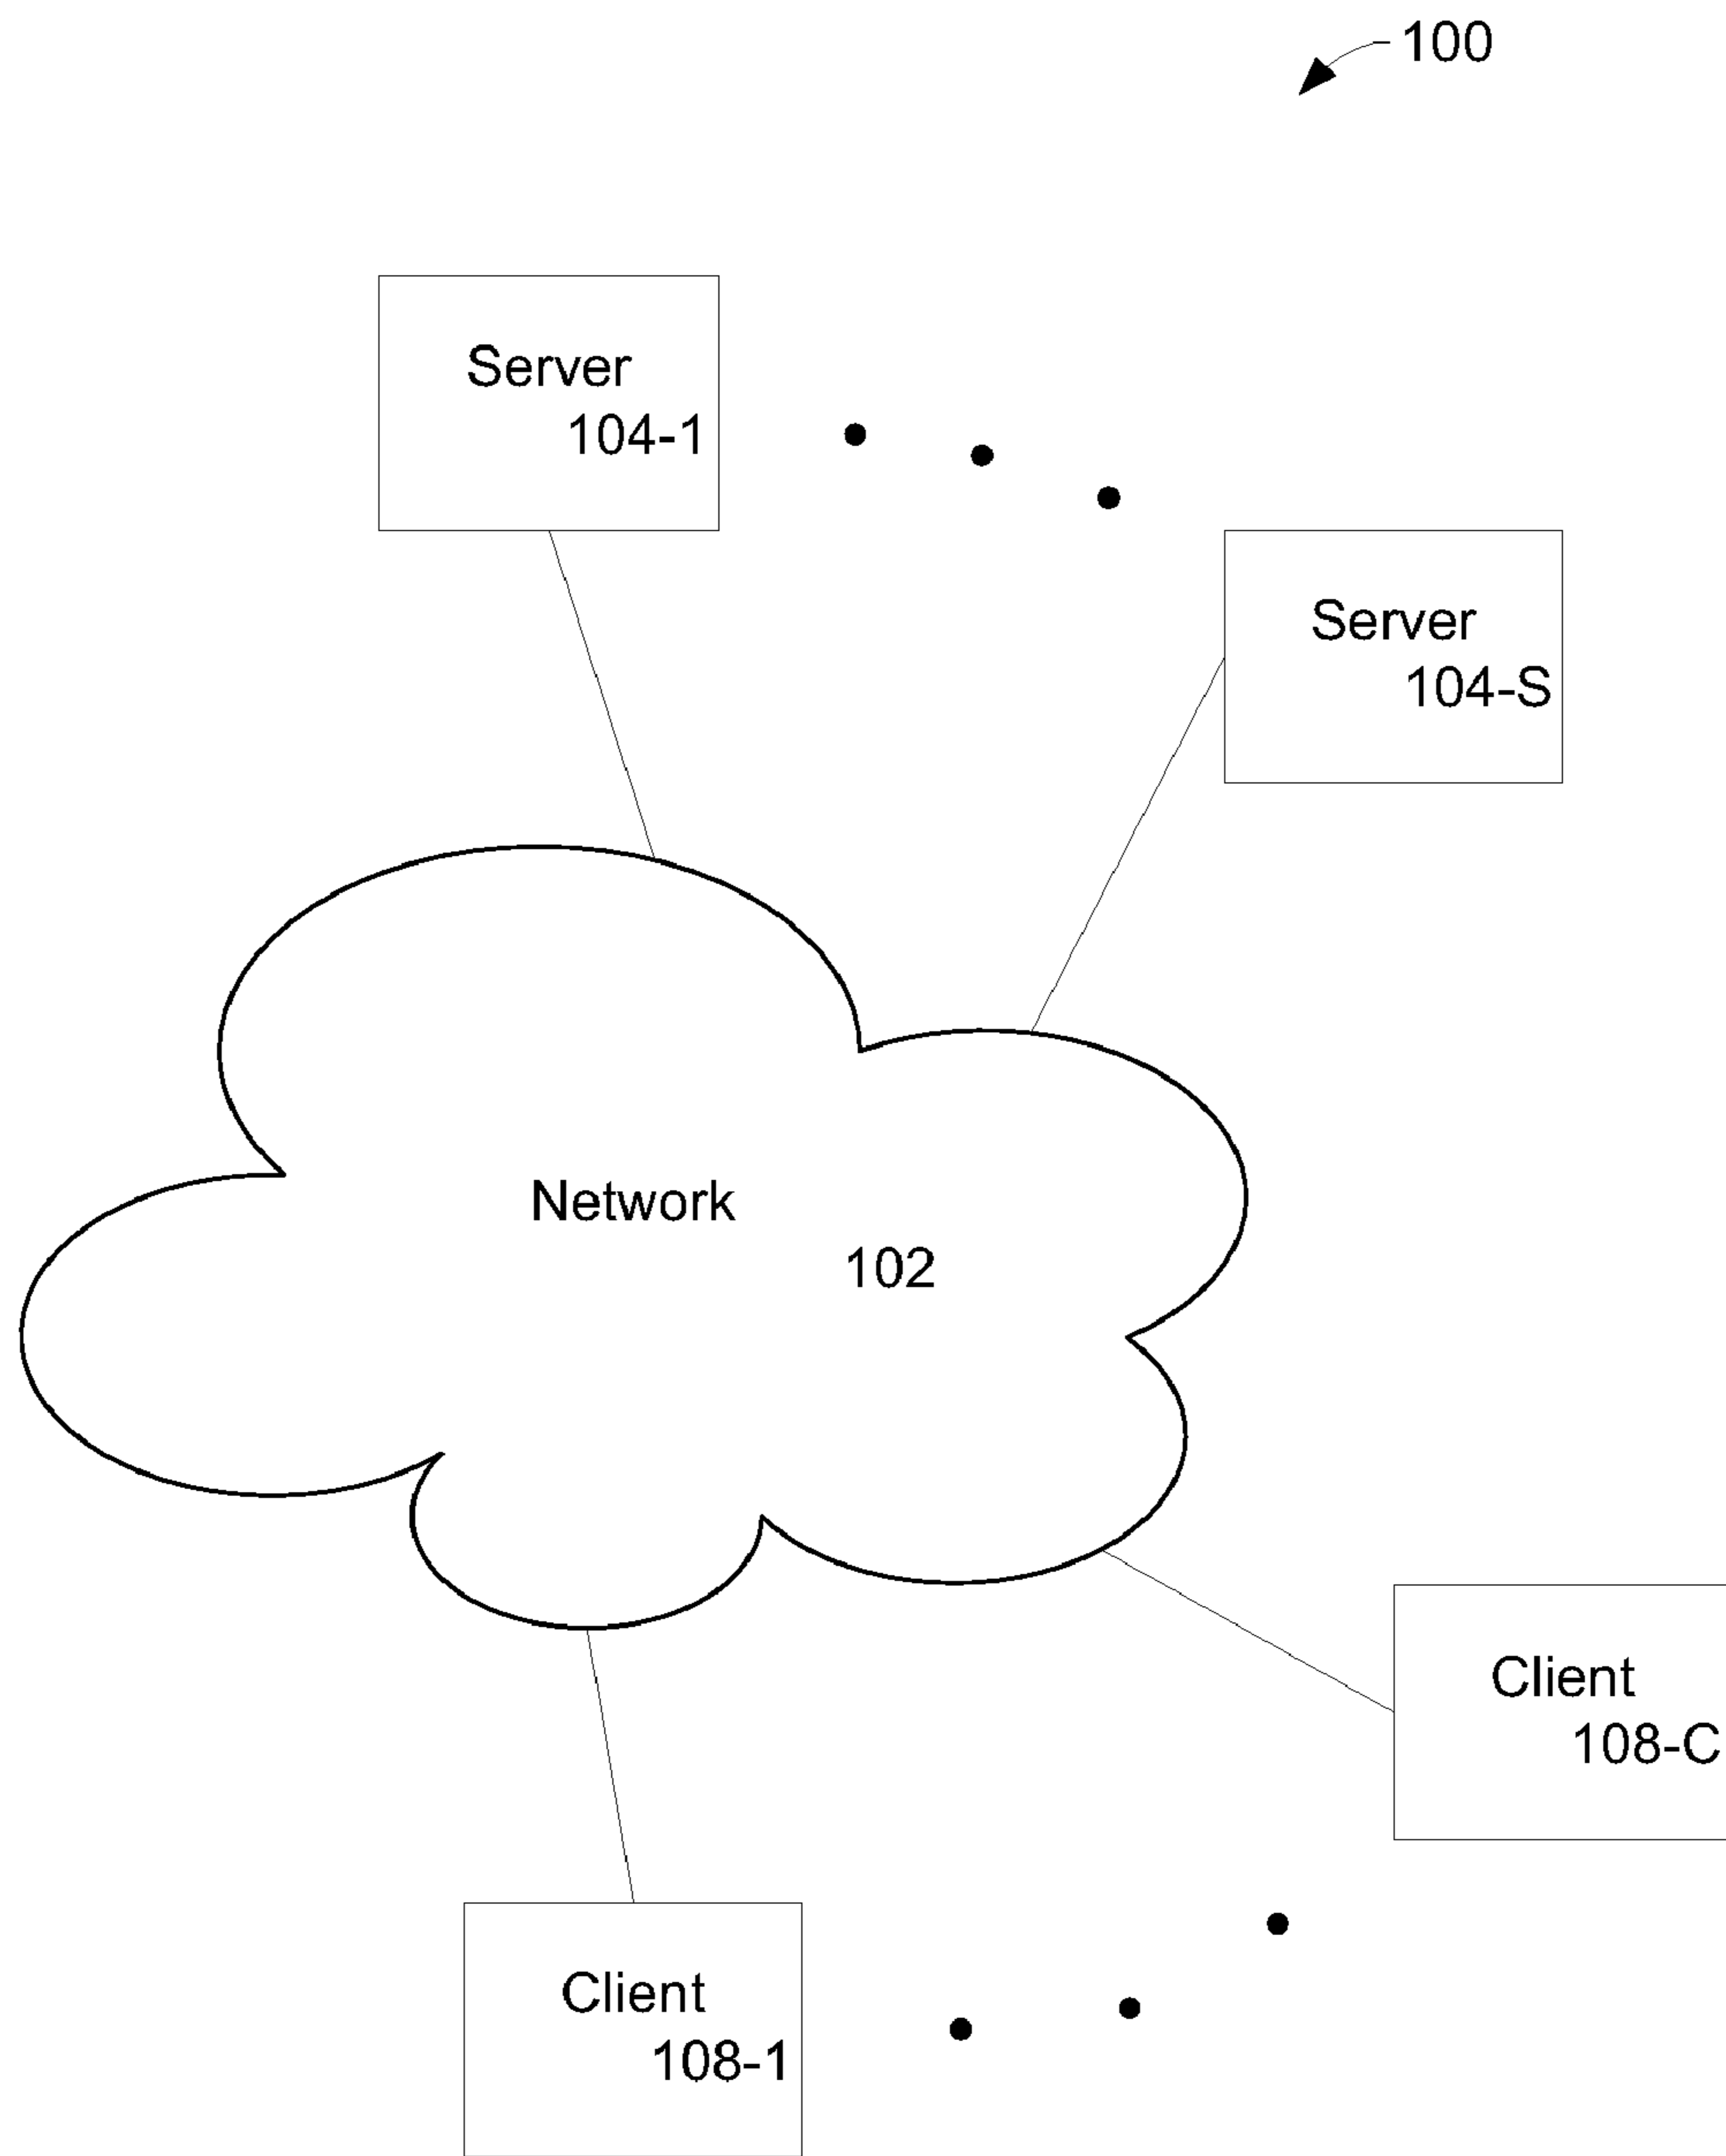 100
Server
104-1
Server
104-S
Network
102
Client
108-C
Client
108-1